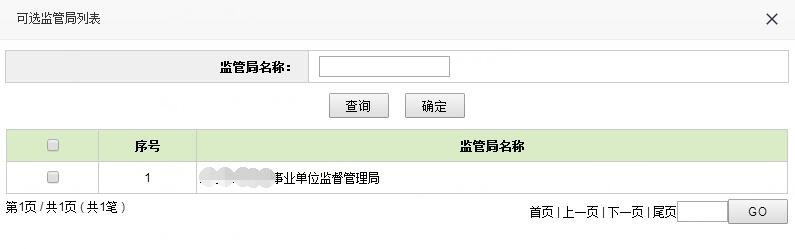 可选监管局列表
监管局名称：
查询 确定
序号 监管局名称
1 事业单位监督管理局
第1页 / 共1页 ( 共1笔 ) 首页 | 上一页 | 下一页 | 尾页 GO